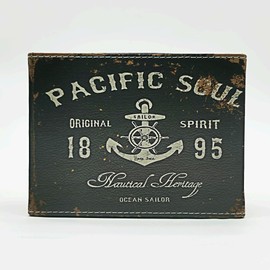 PACIFIC SOUL
SAILOR
ORIGINAL SPIRIT
18 95
Nautical Heritage
OCEAN SAILOR